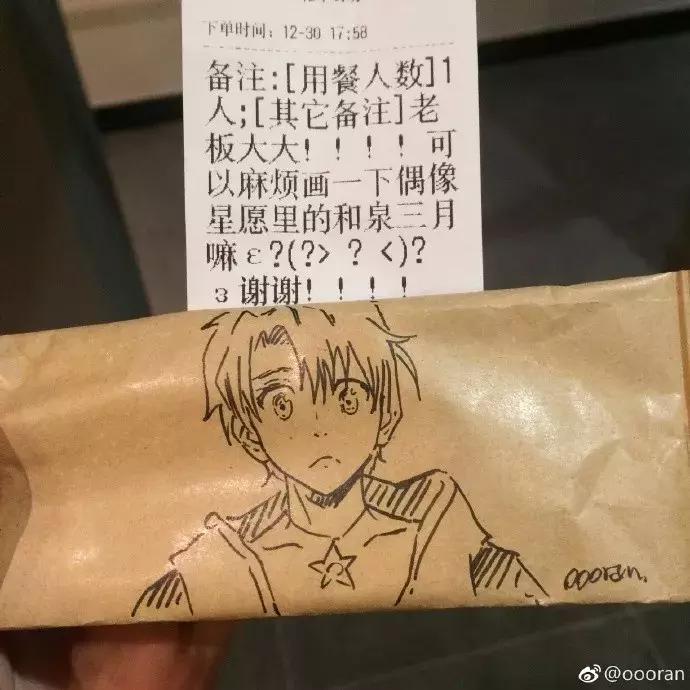 下单时间：12-30 17:58
备注:[用餐人数]1
人;[其它备注]老
板大大！！！！可
以麻烦画一下偶像
星愿里的和泉三月
嘛ε?(?> ? <)?
з谢谢！！！！
oooran.
@oooran